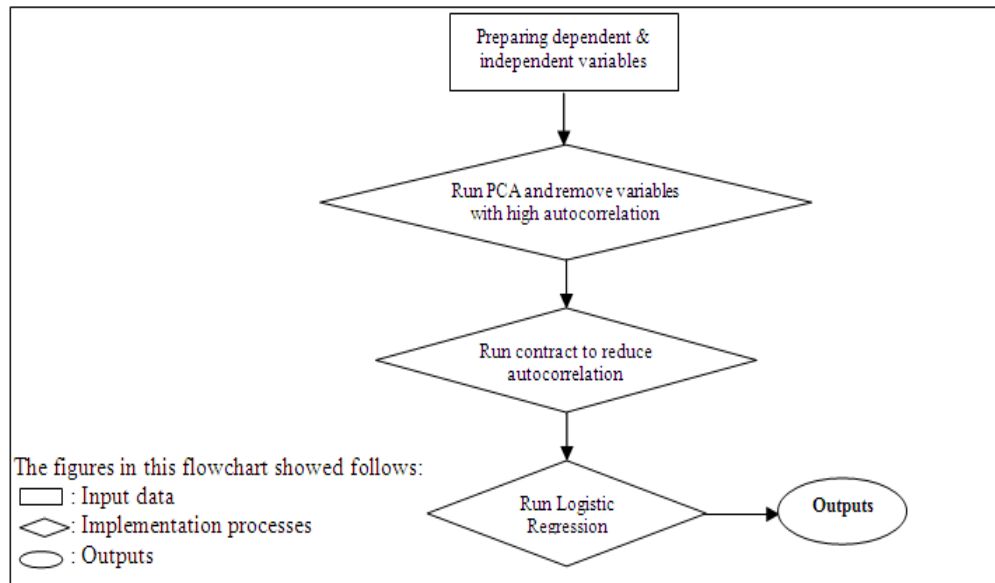 Preparing dependent &
independent variables
Run PCA and remove variables
with high autocorrelation
Run contract to reduce
autocorrelation
Run Logistic
Regression
Outputs
The figures in this flowchart showed follows:
: Input data
: Implementation processes
: Outputs